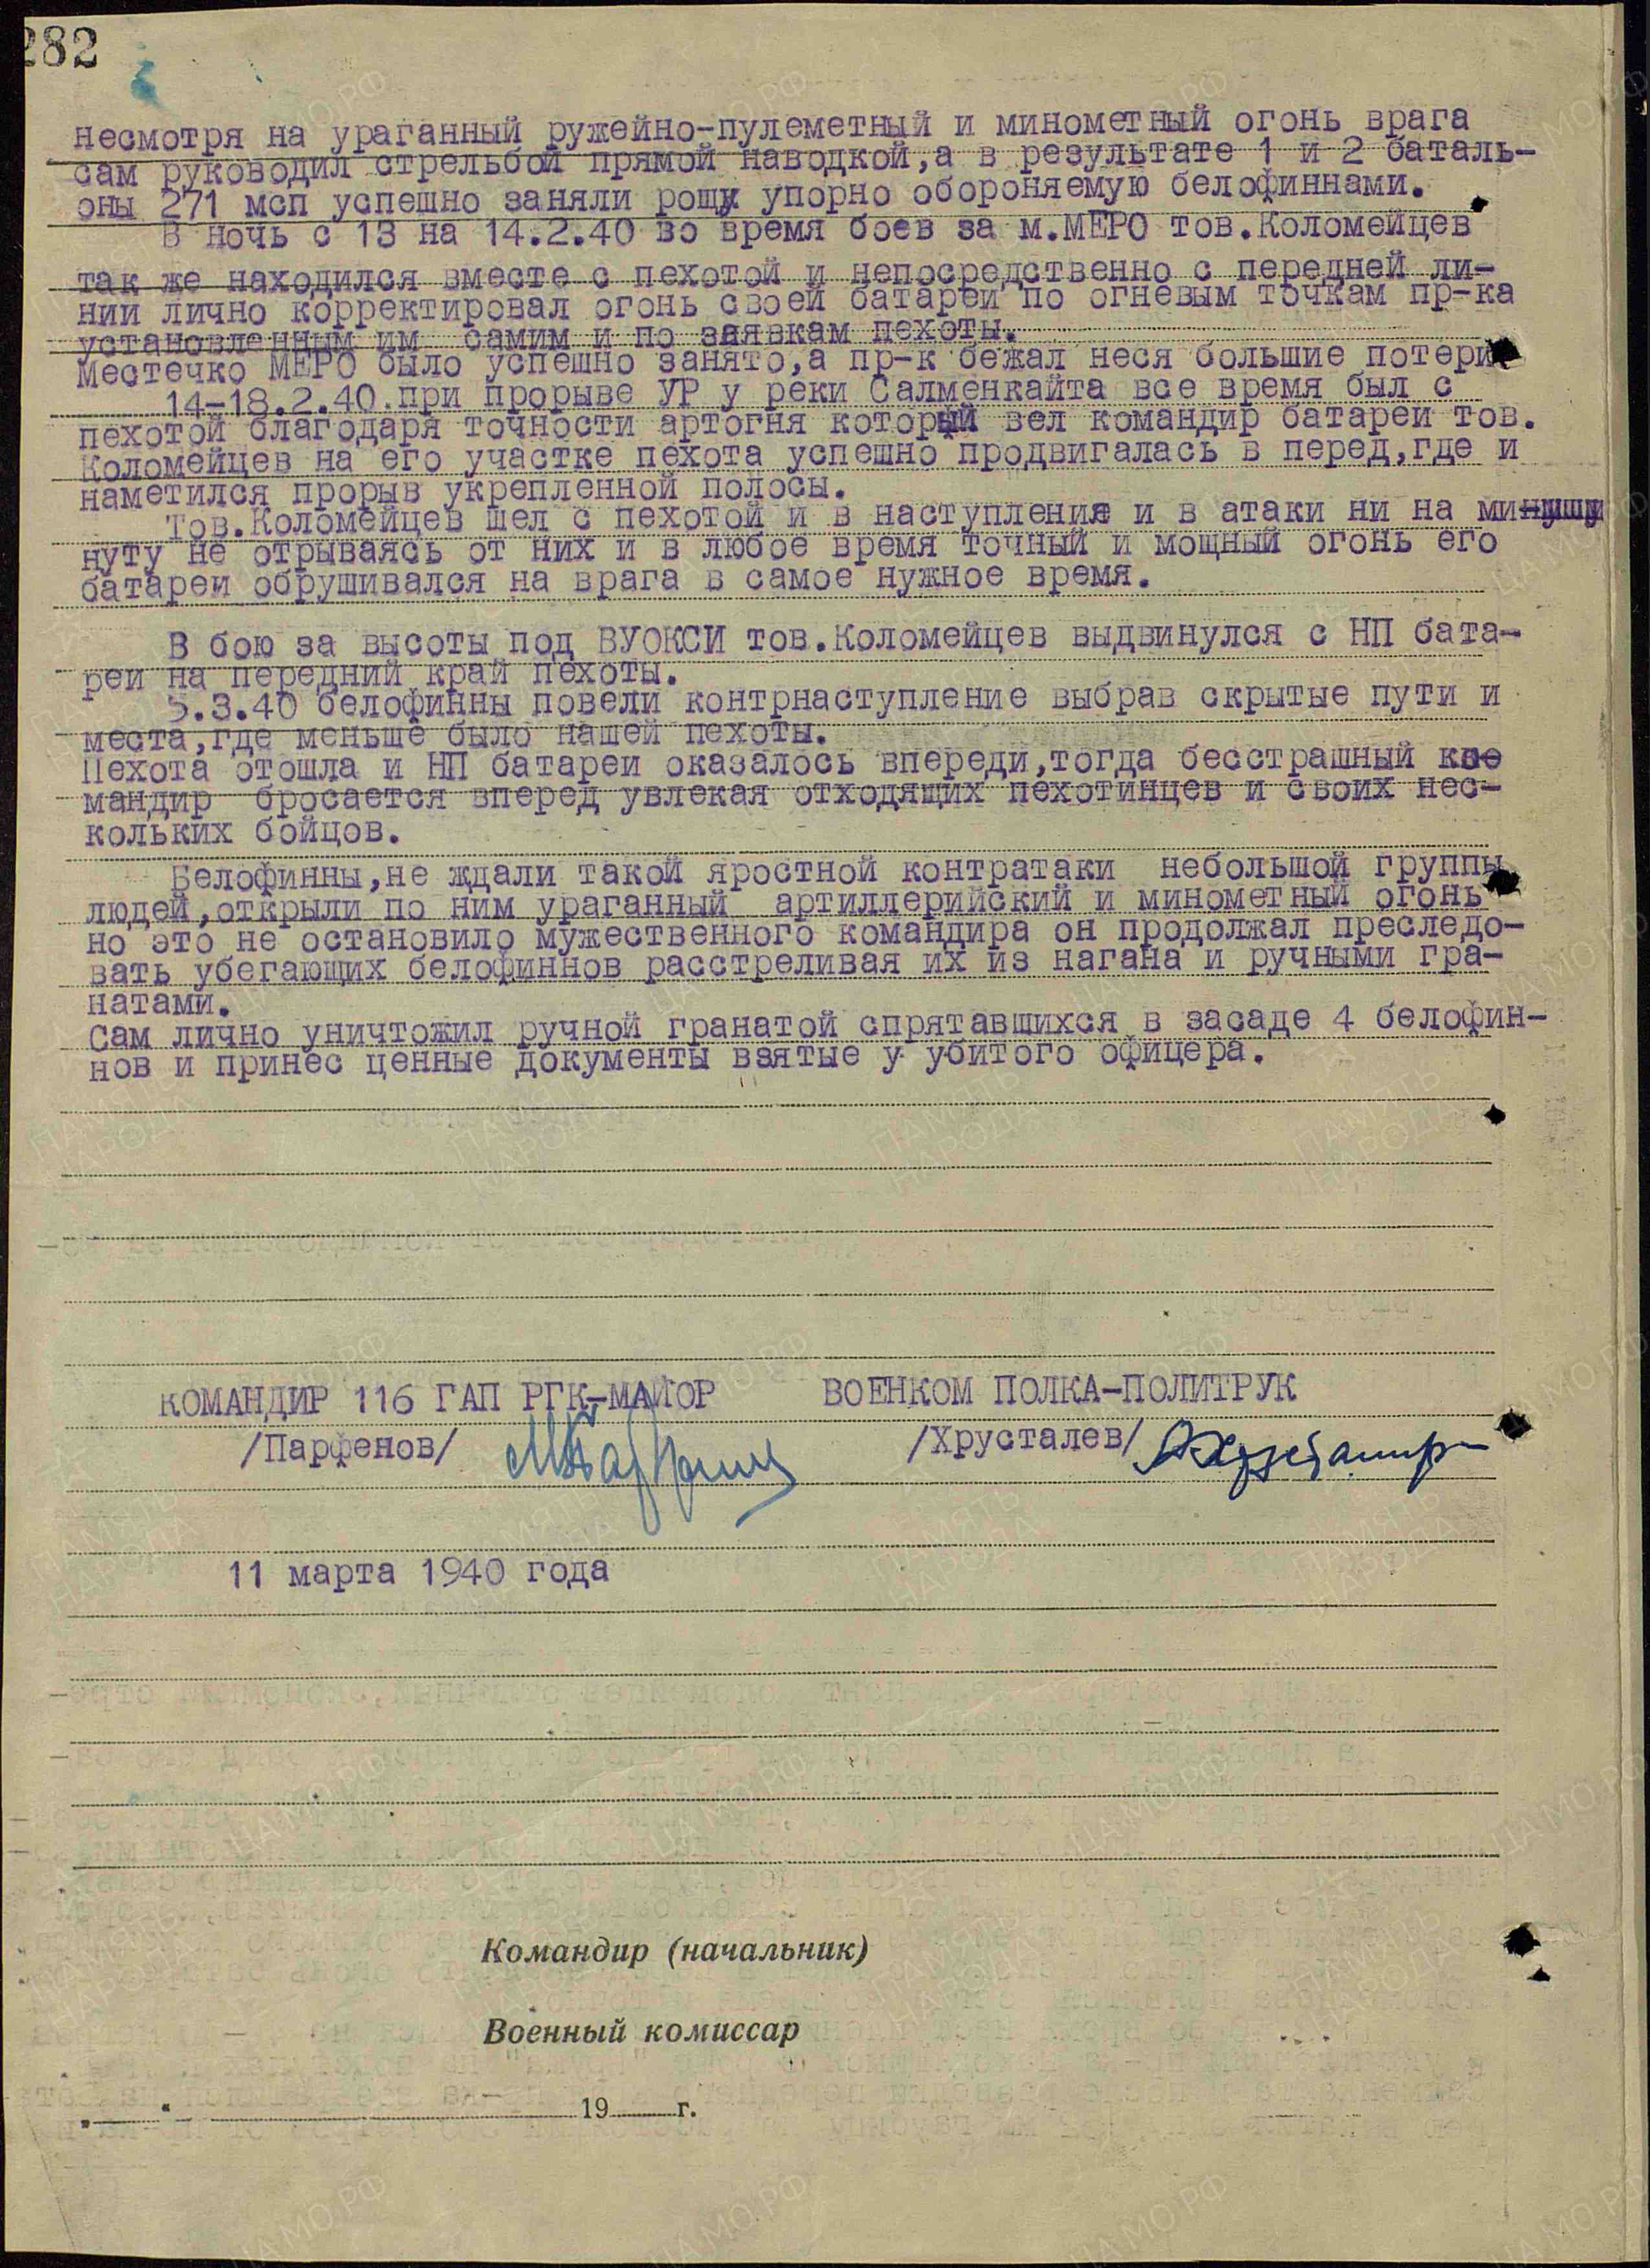 282
несмотря на ураганный ружейно-пулеметный и минометный огонь врага
сам руководил стрельбой прямой наводкой,а в результате 1 и 2 баталь-
оны 271 мсп успешно заняли рощу упорно обороняемую белофиннами.
В ночь с 13 на 14.2.40 во время боев за м.МЕРО тов.Коломейцев
так же находился вместе с пехотой и непосредственно с передней ли-
нии лично корректировал огонь своей батареи по огневым точкам пр-ка
установленным им самим и по заявкам пехоты.
Местечко МЕРО было успешно занято,а пр-к бежал неся большие потери
14-18.2.40.при прорыве УР у реки Салменкайта все время был с
пехотой благодаря точности артогня который вел командир батареи тов.
Коломейцев на его участке пехота успешно продвигалась в перед,где и
наметился прорыв укрепленной полосы.
Тов.Коломейцев шел с пехотой и в наступление и в атаки ни на ми
нуту не отрываясь от них и в любое время точный и мощный огонь его
батареи обрушивался на врага в самое нужное время.
В бою за высоты под ВУОКСИ тов.Коломейцев выдвинулся с НП бата-
реи на передний край пехоты.
5.3.40 белофинны повели контрнаступление выбрав скрытые пути и
места,где меньше было нашей пехоты.
Пехота отошла и НП батареи оказалось впереди,тогда бесстрашный ко
мандир бросается вперед увлекая отходящих пехотинцев и своих нес-
кольких бойцов.
Белофинны,не ждали такой яростной контратаки небольшой группы
людей,открыли по ним ураганный артиллерийский и минометный огонь
но это не остановило мужественного командира он продолжал преследо-
вать убегающих белофиннов расстреливая их из нагана и ручными гра-
натами.
Сам лично уничтожил ручной гранатой спрятавшихся в засаде 4 белофин-
нов и принес ценные документы взятые у убитого офицера.
КОМАНДИР 116 ГАП РГК-МАЙОР ВОЕНКОМ ПОЛКА-ПОЛИТРУК
/Парфенов/ /Хрусталев/
11 марта 1940 года
Командир (начальник)
Военный комиссар
" " 19 г.
ПАМЯТЬ НАРОДА
ЦА МО РФ